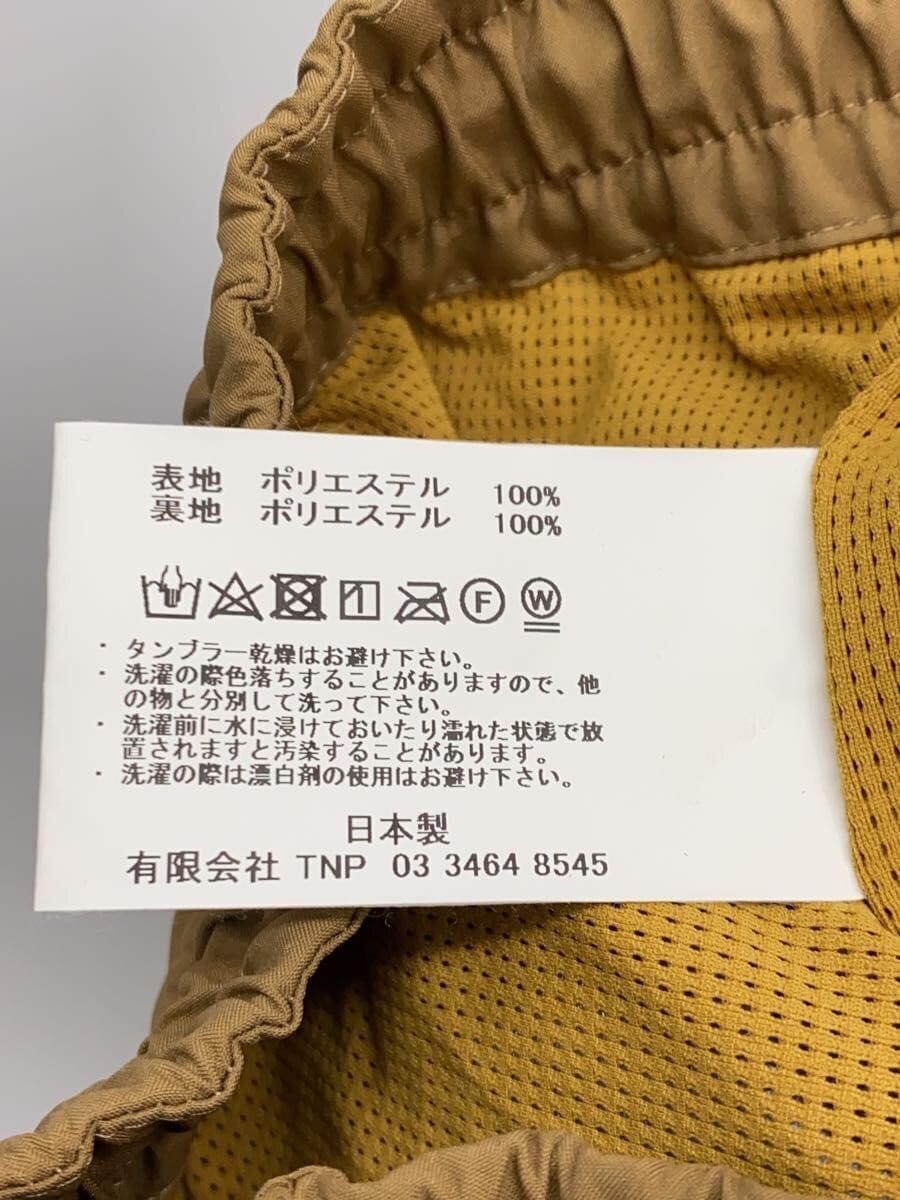 表地 ポリエステル 100%
裏地 ポリエステル 100%
1 F W
・タンブラー乾燥はお避け下さい。
・洗濯の際色落ちすることがありますので、他
の物と分別して洗って下さい。
・洗濯前に水に浸けておいたり濡れた状態で放
置されますと汚染することがあります。
・洗濯の際は漂白剤の使用はお避け下さい。
日本製
有限会社 TNP 03 3464 8545